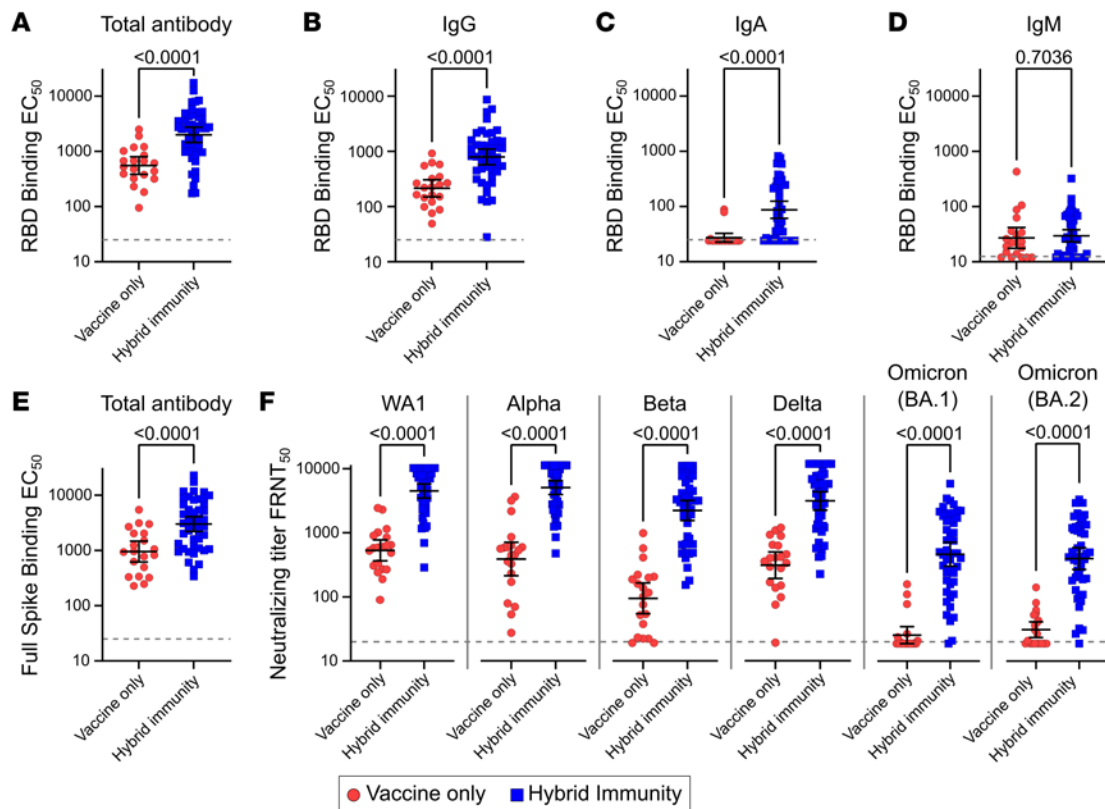 A
Total antibody
<0.0001
RBD Binding EC50
10000
1000
100
10
Vaccine only
Hybrid immunity
B
IgG
<0.0001
RBD Binding EC50
10000
1000
100
10
Vaccine only
Hybrid immunity
C
IgA
<0.0001
RBD Binding EC50
10000
1000
100
10
Vaccine only
Hybrid immunity
D
IgM
0.7036
RBD Binding EC50
10000
1000
100
10
Vaccine only
Hybrid immunity
E
Total antibody
<0.0001
Full Spike Binding EC50
10000
1000
100
10
Vaccine only
Hybrid immunity
F
Neutralizing titer FRNT50
10000
1000
100
10
WA1
<0.0001
Vaccine only
Hybrid immunity
Alpha
<0.0001
Vaccine only
Hybrid immunity
Beta
<0.0001
Vaccine only
Hybrid immunity
Delta
<0.0001
Vaccine only
Hybrid immunity
Omicron
(BA.1)
<0.0001
Vaccine only
Hybrid immunity
Omicron
(BA.2)
<0.0001
Vaccine only
Hybrid immunity
Vaccine only
Hybrid Immunity